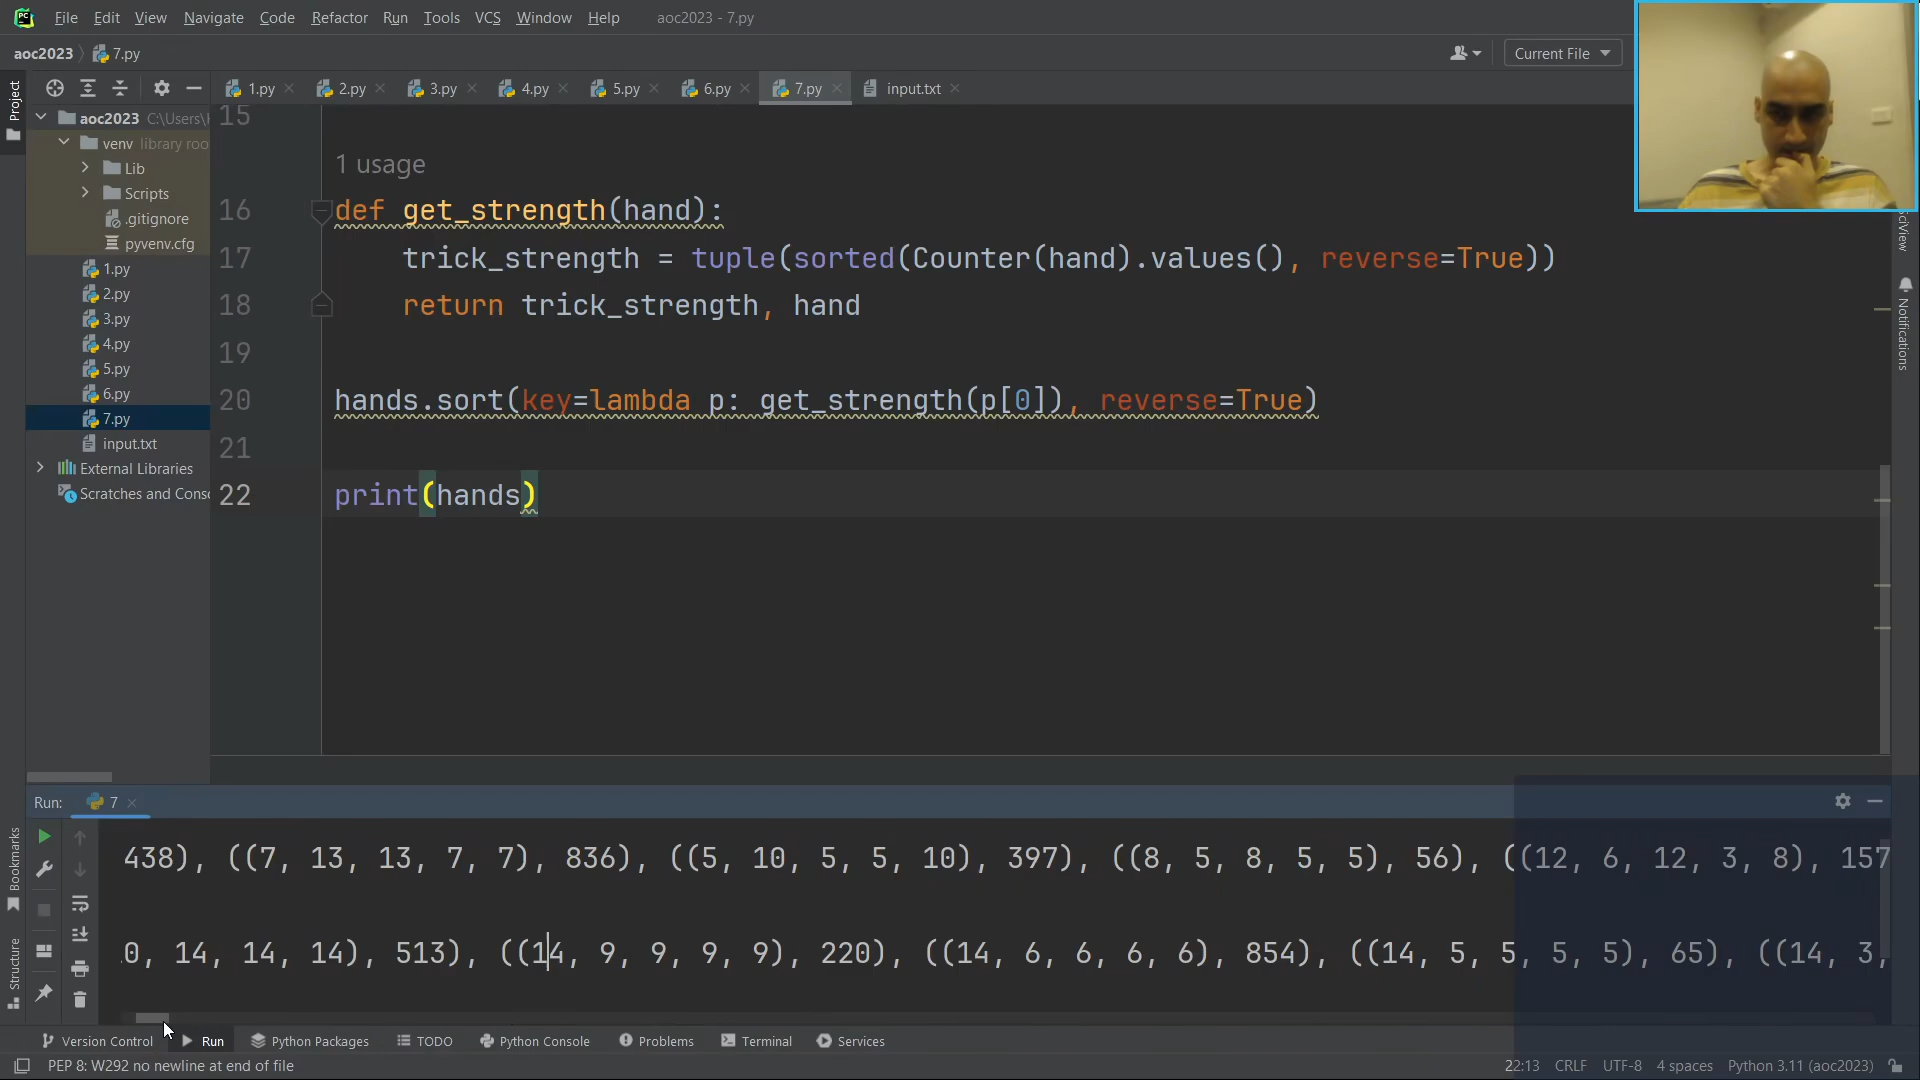 File Edit View Navigate Code Refactor Run Tools VCS Window Help aoc2023 - 7.py
aoc2023 7.py Current File
Project
1.py 2.py 3.py 4.py 5.py 6.py 7.py input.txt
aoc2023 C:\Users\
venv library roo
Lib
Scripts
.gitignore
pyvenv.cfg
1.py
2.py
3.py
4.py
5.py
6.py
7.py
input.txt
External Libraries
Scratches and Conso
15
1 usage
16 def get_strength(hand):
17 trick_strength = tuple(sorted(Counter(hand).values(), reverse=True))
18 return trick_strength, hand
19
20 hands.sort(key=lambda p: get_strength(p[0]), reverse=True)
21
22 print(hands)
SciView
Notifications
Run: 7
438), ((7, 13, 13, 7, 7), 836), ((5, 10, 5, 5, 10), 397), ((8, 5, 8, 5, 5), 56), ((12, 6, 12, 3, 8), 157
0, 14, 14, 14), 513), ((14, 9, 9, 9, 9), 220), ((14, 6, 6, 6, 6), 854), ((14, 5, 5, 5, 5), 65), ((14, 3,
Bookmarks
Structure
Version Control Run Python Packages TODO Python Console Problems Terminal Services
PEP 8: W292 no newline at end of file 22:13 CRLF UTF-8 4 spaces Python 3.11 (aoc2023)